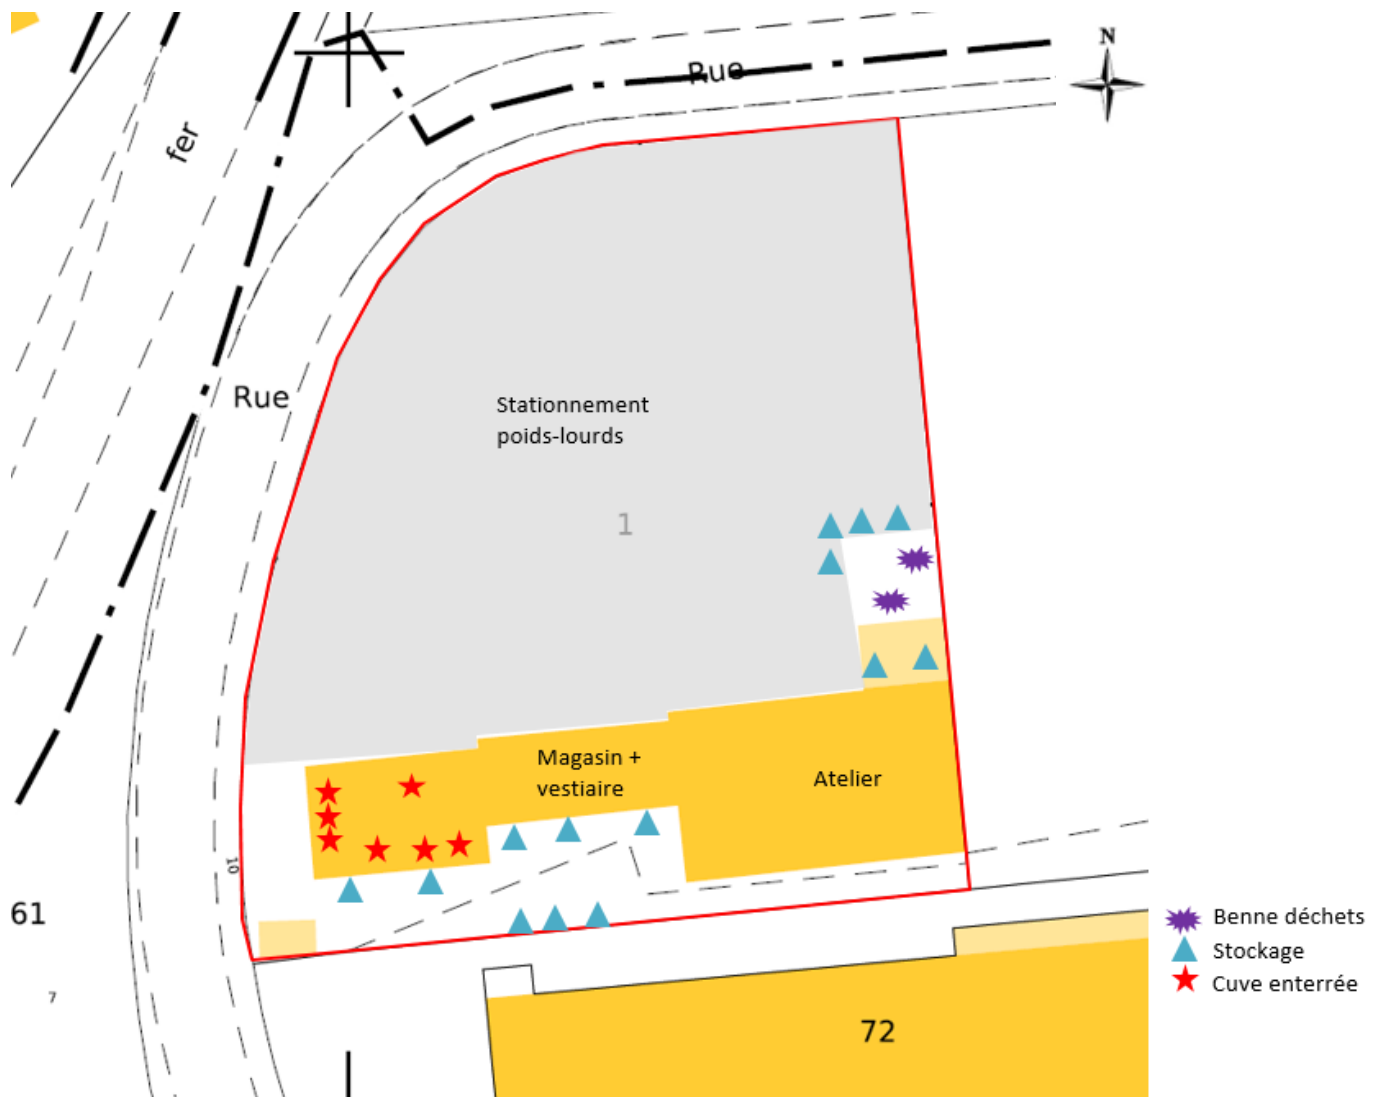 N
Rue
fer
Rue
Stationnement
poids-lourds
1
Magasin +
vestiaire
Atelier
10
61
7
72
Benne déchets
Stockage
Cuve enterrée